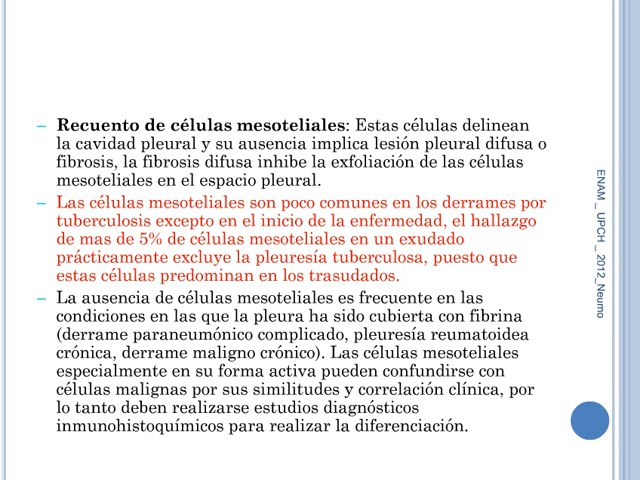 – Recuento de células mesoteliales: Estas células delinean
la cavidad pleural y su ausencia implica lesión pleural difusa o
fibrosis, la fibrosis difusa inhibe la exfoliación de las células
mesoteliales en el espacio pleural.
– Las células mesoteliales son poco comunes en los derrames por
tuberculosis excepto en el inicio de la enfermedad, el hallazgo
de mas de 5% de células mesoteliales en un exudado
prácticamente excluye la pleuresía tuberculosa, puesto que
estas células predominan en los trasudados.
– La ausencia de células mesoteliales es frecuente en las
condiciones en las que la pleura ha sido cubierta con fibrina
(derrame paraneumónico complicado, pleuresía reumatoidea
crónica, derrame maligno crónico). Las células mesoteliales
especialmente en su forma activa pueden confundirse con
células malignas por sus similitudes y correlación clínica, por
lo tanto deben realizarse estudios diagnósticos
inmunohistoquímicos para realizar la diferenciación.
ENAM _ UPCH _ 2012_Neumo